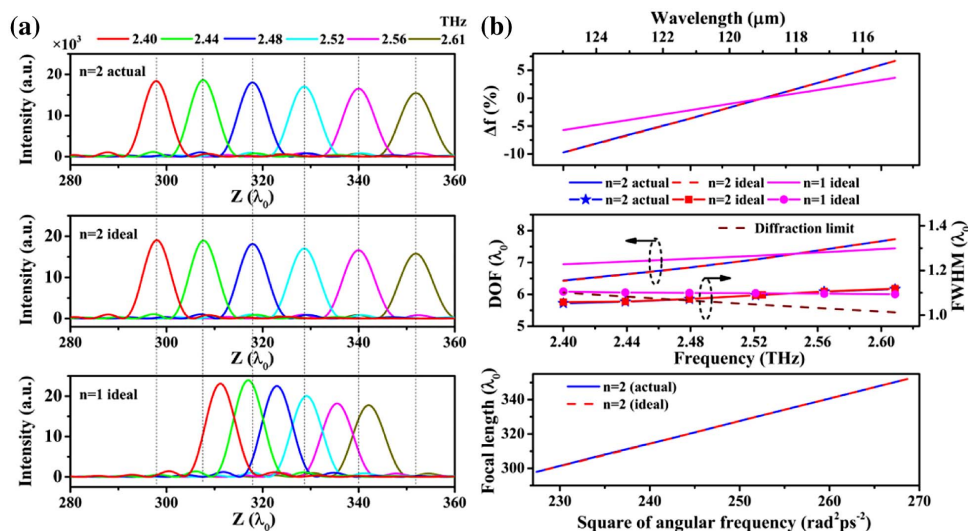 (a)
THz
2.40 2.44 2.48 2.52 2.56 2.61
×10³
n=2 actual
20
10
0
Intensity (a.u.)
280 300 320 340 360
Z (λ₀)
n=2 ideal
20
10
0
Intensity (a.u.)
280 300 320 340 360
Z (λ₀)
n=1 ideal
20
10
0
Intensity (a.u.)
280 300 320 340 360
Z (λ₀)
(b)
Wavelength (μm)
124 122 120 118 116
5
0
-5
-10
Δf (%)
n=2 actual n=2 ideal n=1 ideal
n=2 actual n=2 ideal n=1 ideal
Diffraction limit
8
7
6
5
DOF (λ₀)
1.4
1.3
1.2
1.1
1.0
FWHM (λ₀)
2.40 2.44 2.48 2.52 2.56 2.60
Frequency (THz)
n=2 (actual)
n=2 (ideal)
340
320
300
Focal length (λ₀)
230 240 250 260 270
Square of angular frequency (rad²ps⁻²)